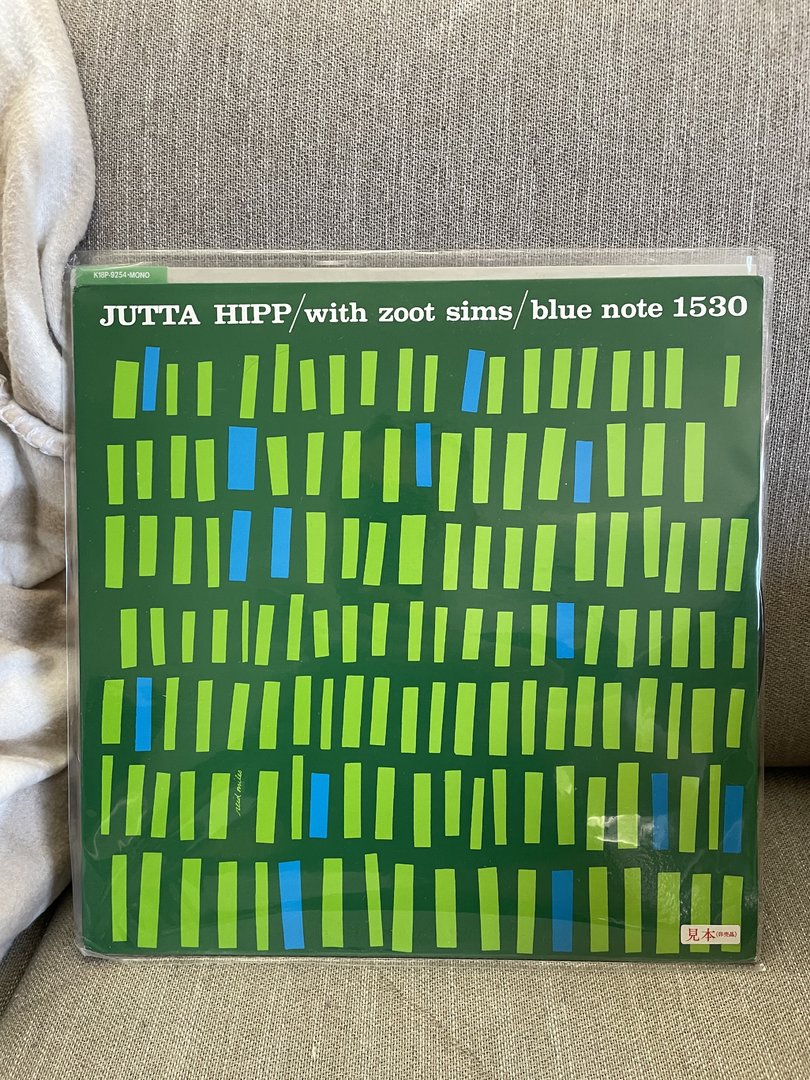 K18P-9254·MONO
JUTTA HIPP/with zoot sims/blue note 1530
reid miles
見本(非売品)